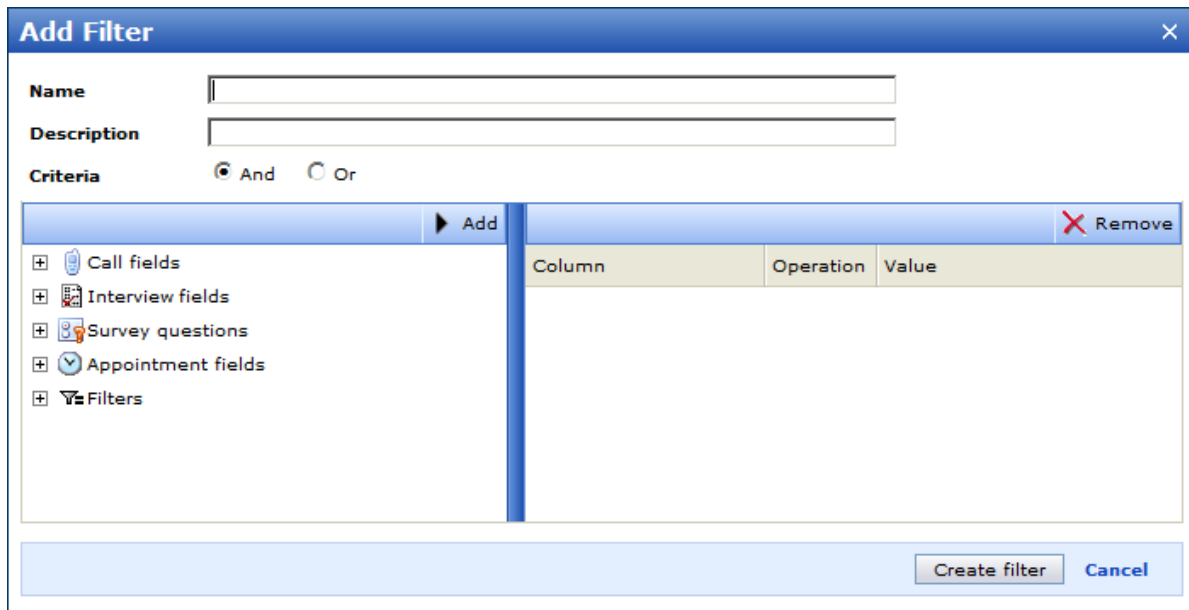 Add Filter
Name
Description
Criteria And Or
Add Remove
Call fields
Interview fields
Survey questions
Appointment fields
Filters
Column Operation Value
Create filter Cancel